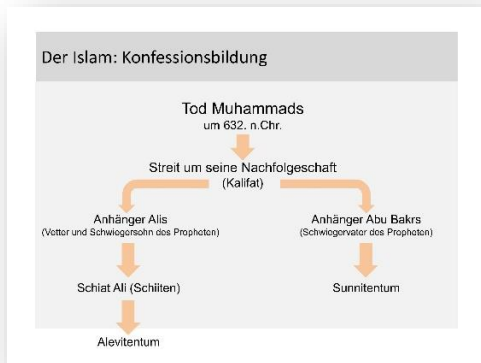 Der Islam: Konfessionsbildung
Tod Muhammads
um 632. n.Chr.
Streit um seine Nachfolgeschaft
(Kalifat)
Anhänger Alis
(Vetter und Schwiegersohn des Propheten)
Anhänger Abu Bakrs
(Schwiegervater des Propheten)
Schiat Ali (Schiiten)
Sunnitentum
Alevitentum